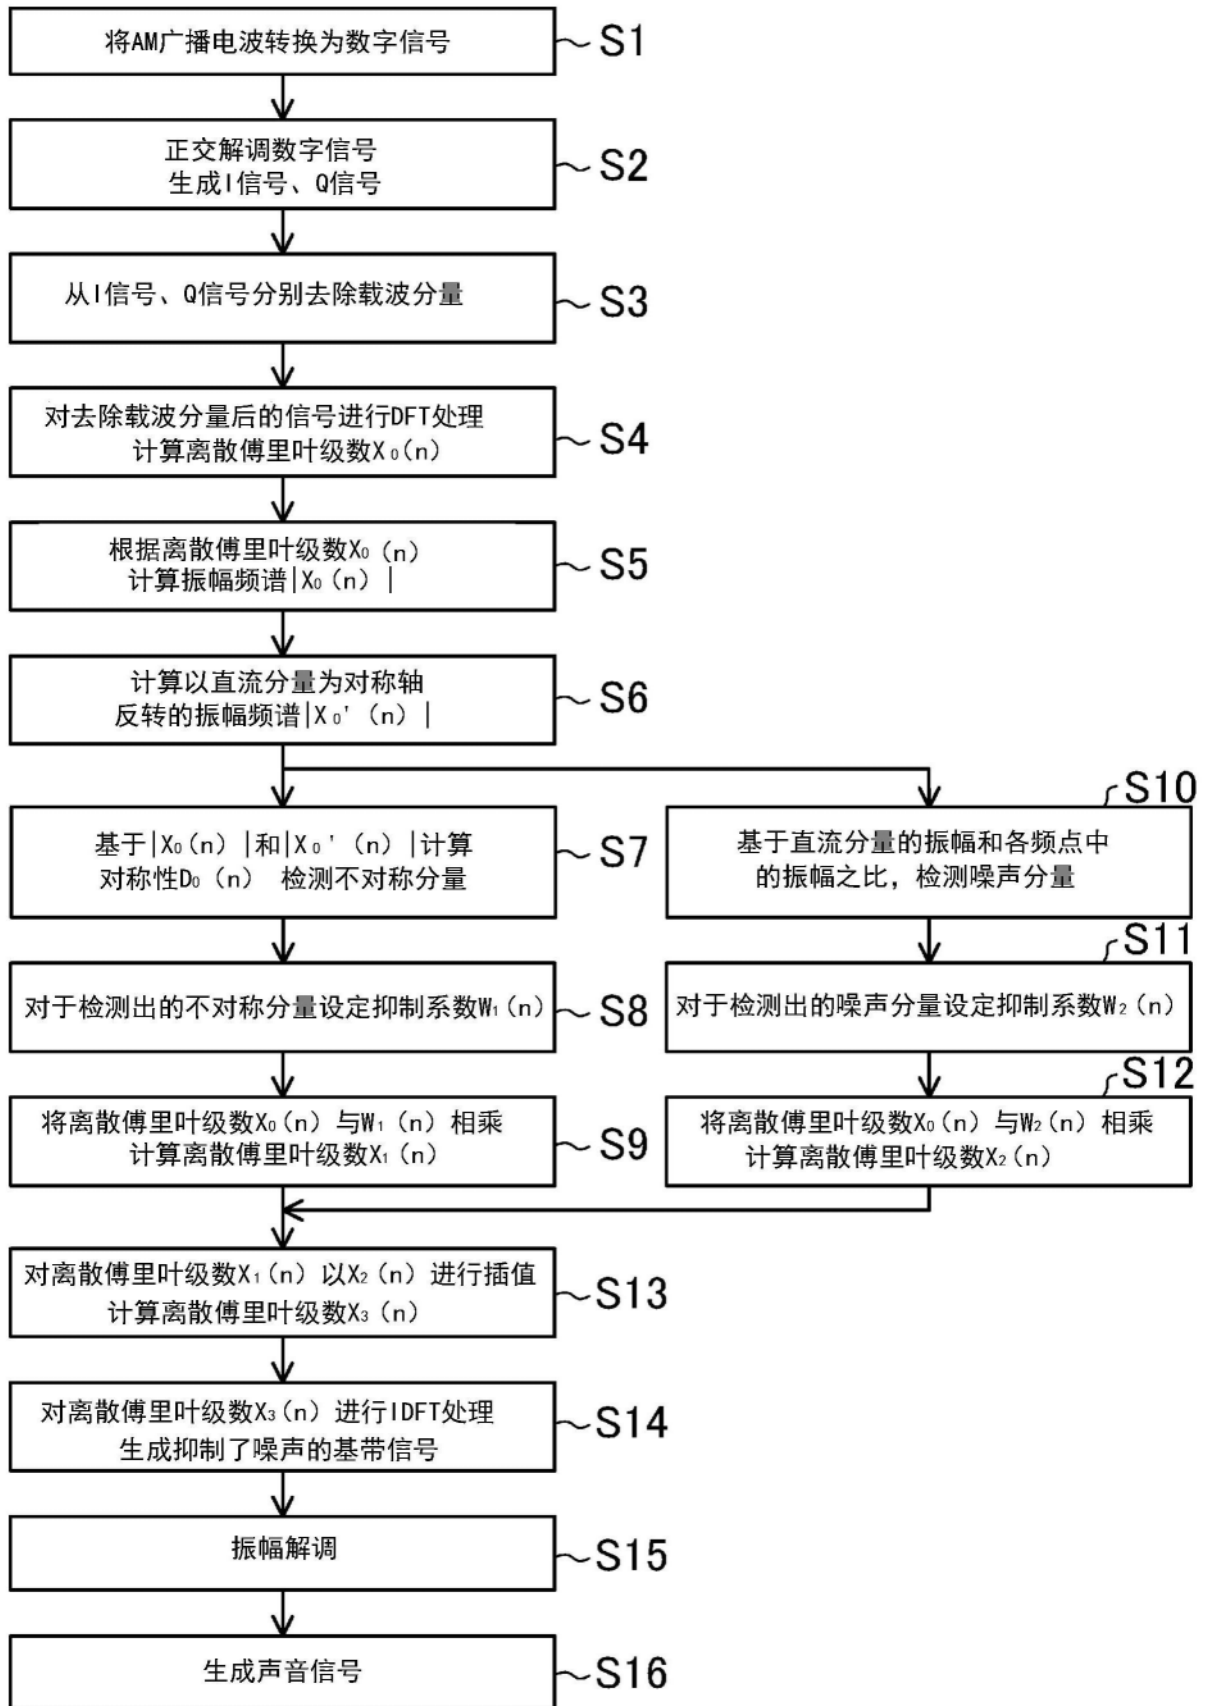 将AM广播电波转换为数字信号
S1
正交解调数字信号
生成I信号、Q信号
S2
从I信号、Q信号分别去除载波分量
S3
对去除载波分量后的信号进行DFT处理
计算离散傅里叶级数X₀(n)
S4
根据离散傅里叶级数X₀(n)
计算振幅频谱|X₀(n)|
S5
计算以直流分量为对称轴
反转的振幅频谱|X₀'(n)|
S6
基于|X₀(n)|和|X₀'(n)|计算
对称性D₀(n) 检测不对称分量
S7
对于检测出的不对称分量设定抑制系数W₁(n)
S8
将离散傅里叶级数X₀(n)与W₁(n)相乘
计算离散傅里叶级数X₁(n)
S9
S10
基于直流分量的振幅和各频点中
的振幅之比，检测噪声分量
S11
对于检测出的噪声分量设定抑制系数W₂(n)
S12
将离散傅里叶级数X₀(n)与W₂(n)相乘
计算离散傅里叶级数X₂(n)
对离散傅里叶级数X₁(n)以X₂(n)进行插值
计算离散傅里叶级数X₃(n)
S13
对离散傅里叶级数X₃(n)进行IDFT处理
生成抑制了噪声的基带信号
S14
振幅解调
S15
生成声音信号
S16